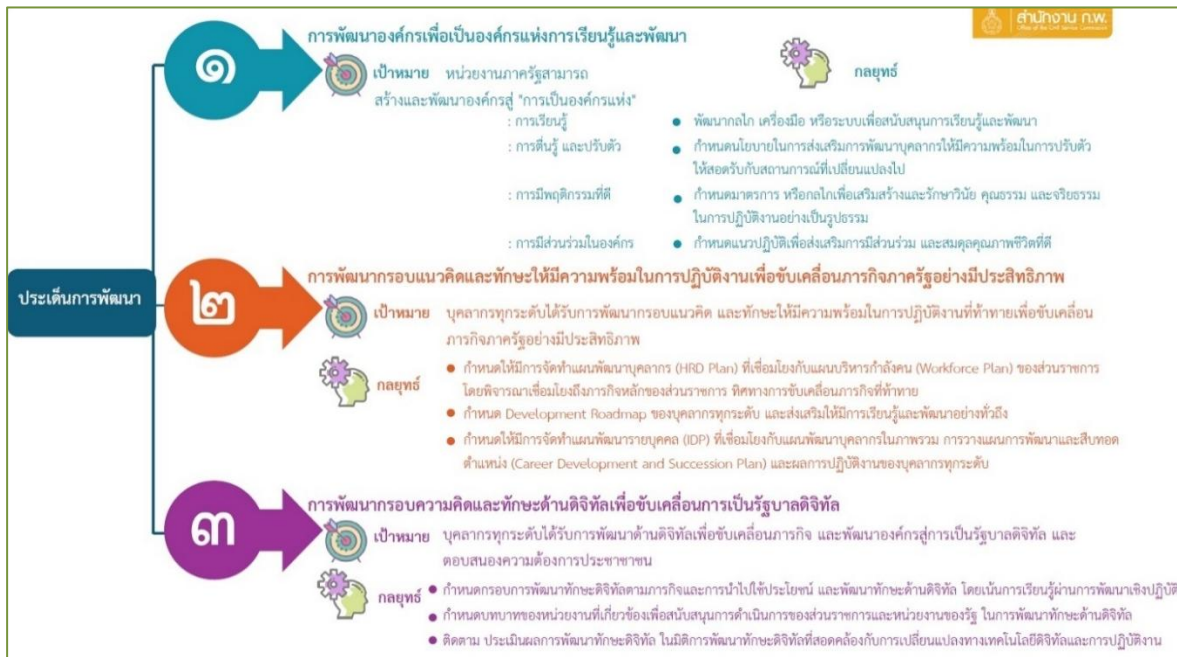 สำนักงาน ก.พ.
Office of the Civil Service Commission
ประเด็นการพัฒนา
๑
การพัฒนาองค์กรเพื่อเป็นองค์กรแห่งการเรียนรู้และพัฒนา
เป้าหมาย หน่วยงานภาครัฐสามารถ
สร้างและพัฒนาองค์กรสู่ "การเป็นองค์กรแห่ง"
กลยุทธ์
: การเรียนรู้
● พัฒนากลไก เครื่องมือ หรือระบบเพื่อสนับสนุนการเรียนรู้และพัฒนา
: การตื่นรู้ และปรับตัว
● กำหนดนโยบายในการส่งเสริมการพัฒนาบุคลากรให้มีความพร้อมในการปรับตัว
ให้สอดรับกับสถานการณ์ที่เปลี่ยนแปลงไป
: การมีพฤติกรรมที่ดี
● กำหนดมาตรการ หรือกลไกเพื่อเสริมสร้างและรักษาวินัย คุณธรรม และจริยธรรม
ในการปฏิบัติงานอย่างเป็นรูปธรรม
: การมีส่วนร่วมในองค์กร
● กำหนดแนวปฏิบัติเพื่อส่งเสริมการมีส่วนร่วม และสมดุลคุณภาพชีวิตที่ดี
๒
การพัฒนากรอบแนวคิดและทักษะให้มีความพร้อมในการปฏิบัติงานเพื่อขับเคลื่อนภารกิจภาครัฐอย่างมีประสิทธิภาพ
เป้าหมาย บุคลากรทุกระดับได้รับการพัฒนากรอบแนวคิด และทักษะให้มีความพร้อมในการปฏิบัติงานที่ท้าทายเพื่อขับเคลื่อน
ภารกิจภาครัฐอย่างมีประสิทธิภาพ
กลยุทธ์
● กำหนดให้มีการจัดทำแผนพัฒนาบุคลากร (HRD Plan) ที่เชื่อมโยงกับแผนบริหารกำลังคน (Workforce Plan) ของส่วนราชการ
โดยพิจารณาเชื่อมโยงถึงภารกิจหลักของส่วนราชการ ทิศทางการขับเคลื่อนภารกิจที่ท้าทาย
● กำหนด Development Roadmap ของบุคลากรทุกระดับ และส่งเสริมให้มีการเรียนรู้และพัฒนาอย่างทั่วถึง
● กำหนดให้มีการจัดทำแผนพัฒนารายบุคคล (IDP) ที่เชื่อมโยงกับแผนพัฒนาบุคลากรในภาพรวม การวางแผนการพัฒนาและสืบทอด
ตำแหน่ง (Career Development and Succession Plan) และผลการปฏิบัติงานของบุคลากรทุกระดับ
๓
การพัฒนากรอบความคิดและทักษะด้านดิจิทัลเพื่อขับเคลื่อนการเป็นรัฐบาลดิจิทัล
เป้าหมาย บุคลากรทุกระดับได้รับการพัฒนาด้านดิจิทัลเพื่อขับเคลื่อนภารกิจ และพัฒนาองค์กรสู่การเป็นรัฐบาลดิจิทัล และ
ตอบสนองความต้องการประชาชาชน
กลยุทธ์
● กำหนดกรอบการพัฒนาทักษะดิจิทัลตามภารกิจและการนำไปใช้ประโยชน์ และพัฒนาทักษะด้านดิจิทัล โดยเน้นการเรียนรู้ผ่านการพัฒนาเชิงปฏิบัติ
● กำหนดบทบาทของหน่วยงานที่เกี่ยวข้องเพื่อสนับสนุนการดำเนินการของส่วนราชการและหน่วยงานของรัฐ ในการพัฒนาทักษะด้านดิจิทัล
● ติดตาม ประเมินผลการพัฒนาทักษะดิจิทัล ในมิติการพัฒนาทักษะดิจิทัลที่สอดคล้องกับการเปลี่ยนแปลงทางเทคโนโลยีดิจิทัลและการปฏิบัติงาน